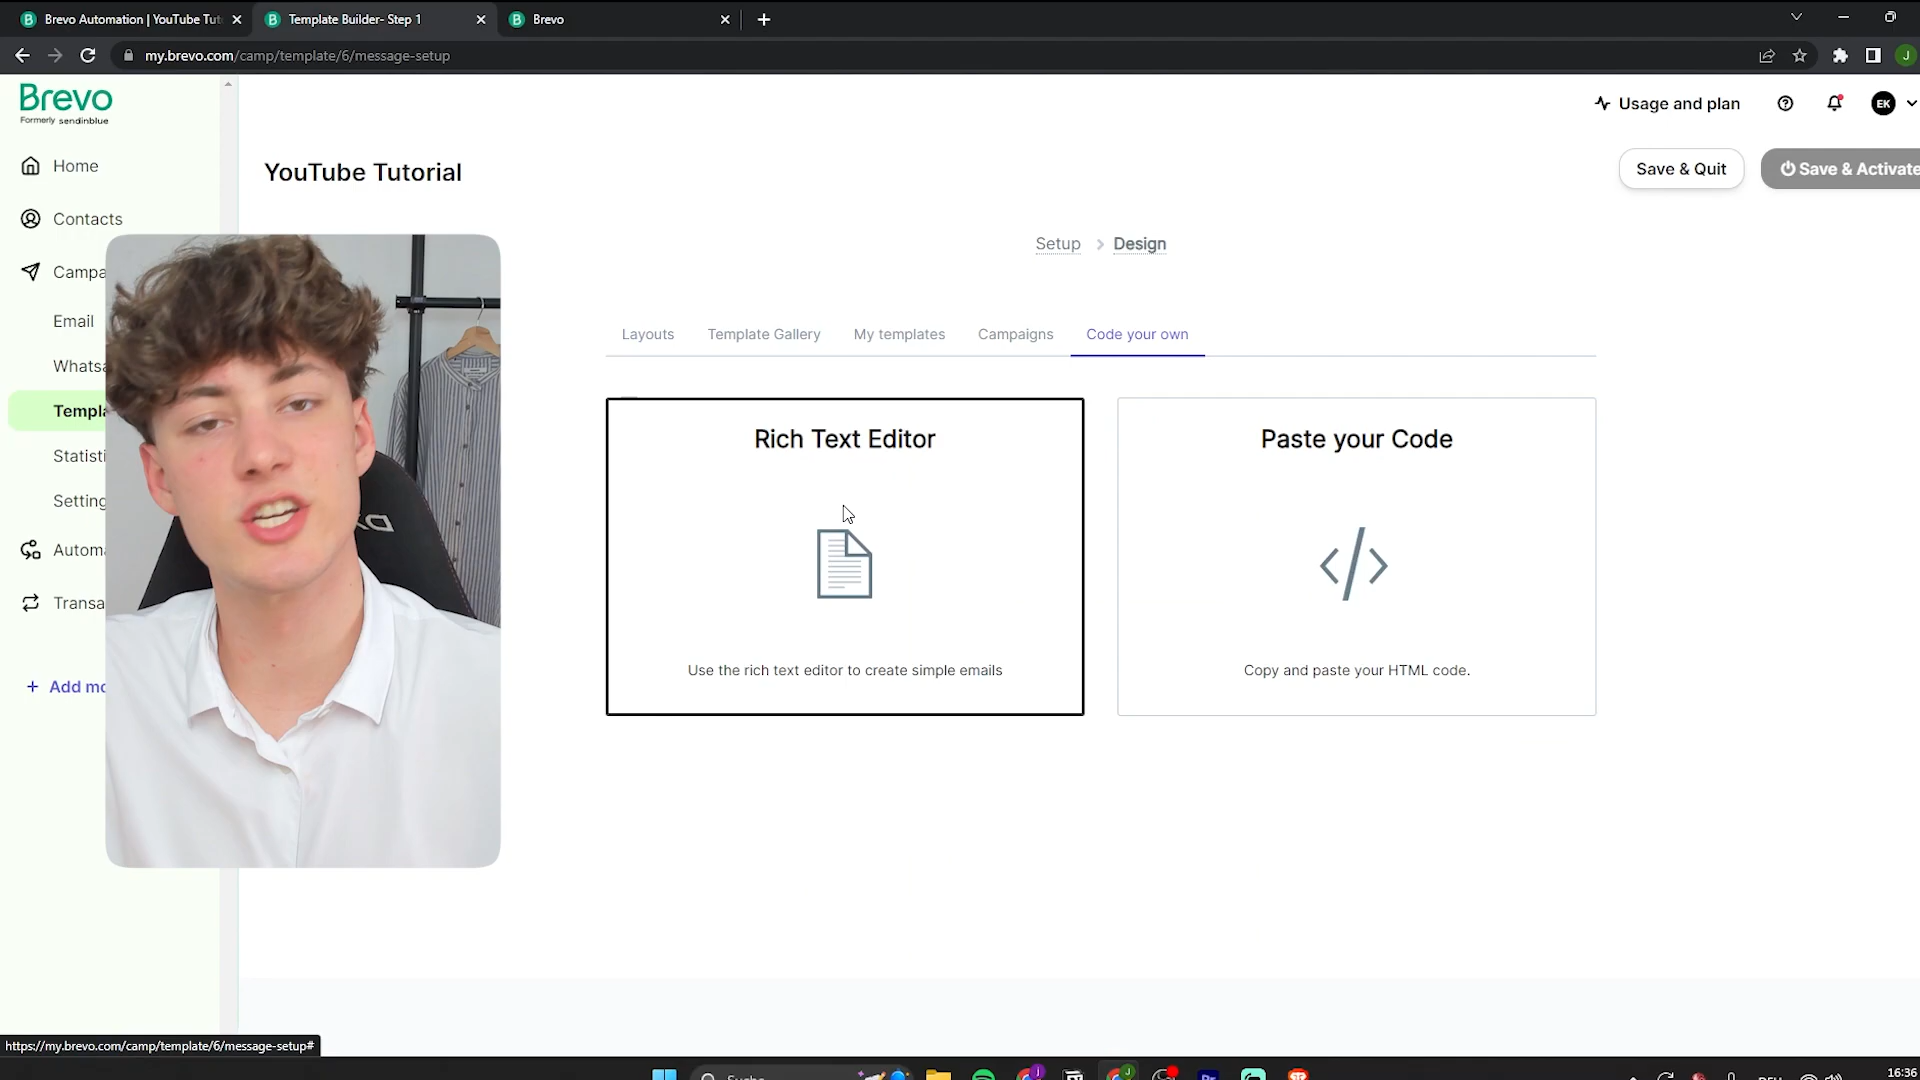 Brevo Automation | YouTube Tut
Template Builder- Step 1
Brevo
my.brevo.com/camp/template/6/message-setup
J
Brevo
Formerly sendinblue
Usage and plan
EK
Home
YouTube Tutorial
Save & Quit
Save & Activate
Contacts
Setup > Design
Campa
Email
Layouts
Template Gallery
My templates
Campaigns
Code your own
Whatsa
Templa
Rich Text Editor
Paste your Code
Statisti
Setting
Autom
Transa
Use the rich text editor to create simple emails
Copy and paste your HTML code.
+ Add mo
https://my.brevo.com/camp/template/6/message-setup#
16:36